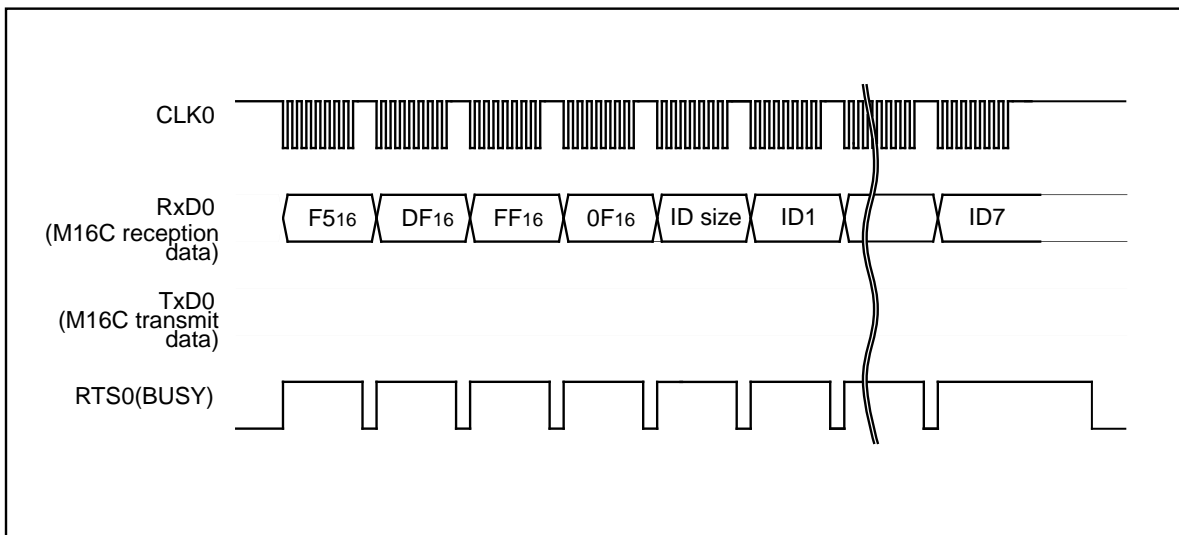 CLK0
RxD0
(M16C reception
data)
F516 DF16 FF16 0F16 ID size ID1 ID7
TxD0
(M16C transmit
data)
RTS0(BUSY)